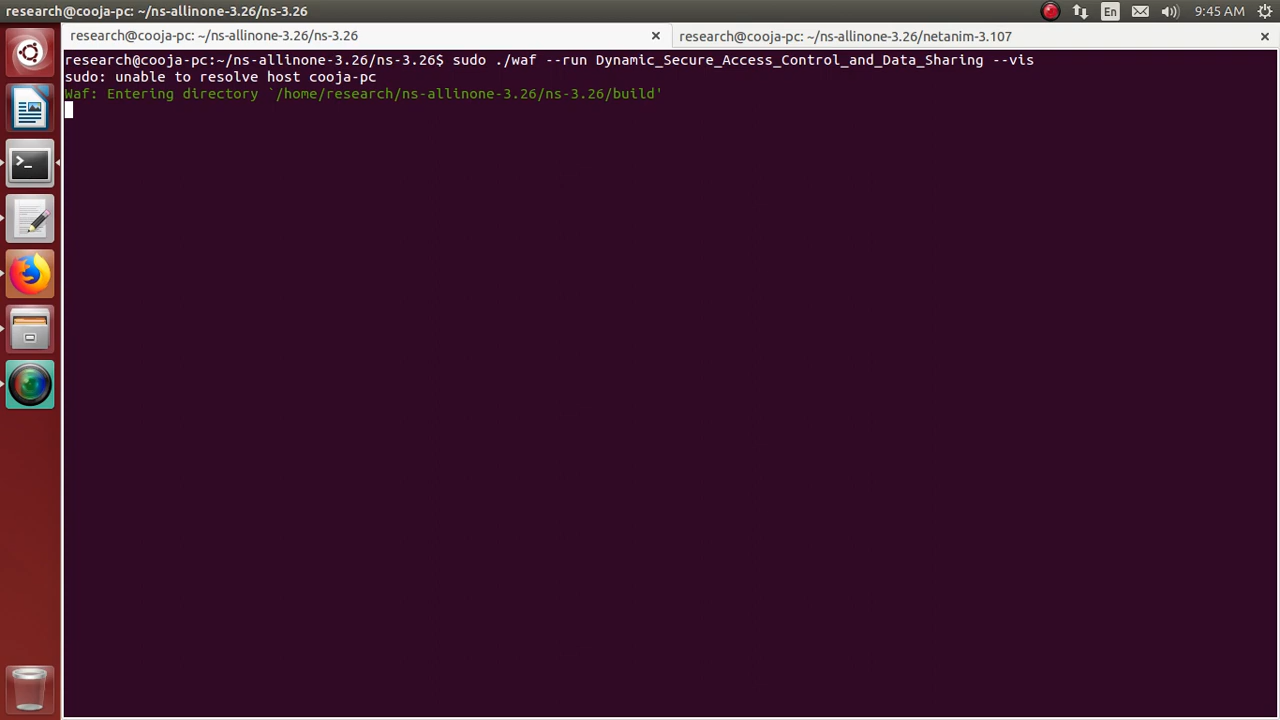 research@cooja-pc: ~/ns-allinone-3.26/ns-3.26
En
9:45 AM
research@cooja-pc: ~/ns-allinone-3.26/ns-3.26
research@cooja-pc: ~/ns-allinone-3.26/netanim-3.107
research@cooja-pc:~/ns-allinone-3.26/ns-3.26$ sudo ./waf --run Dynamic_Secure_Access_Control_and_Data_Sharing --vis
sudo: unable to resolve host cooja-pc
Waf: Entering directory `/home/research/ns-allinone-3.26/ns-3.26/build'